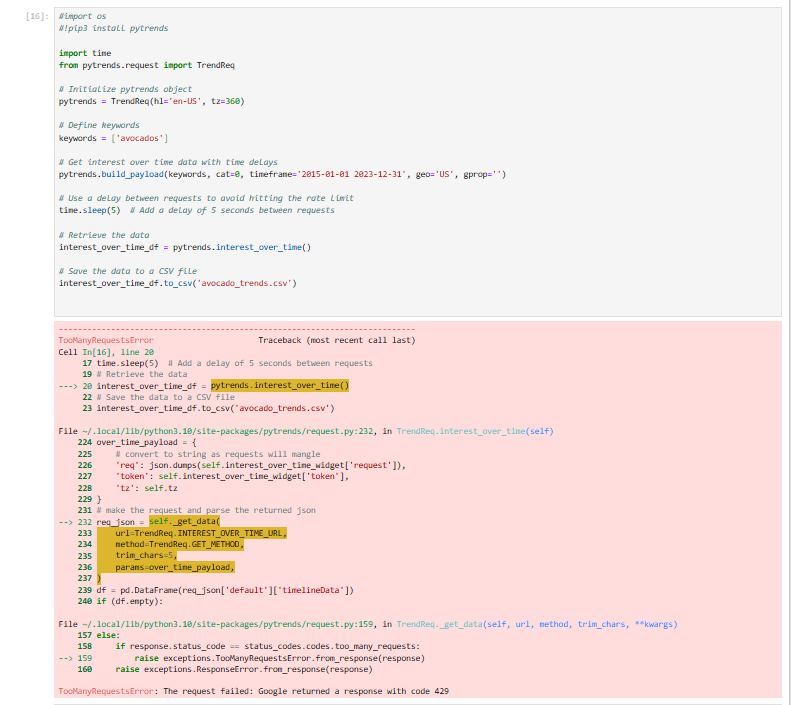 [16]:
#import os
#!pip3 install pytrends
import time
from pytrends.request import TrendReq
# Initialize pytrends object
pytrends = TrendReq(hl='en-US', tz=360)
# Define keywords
keywords = ['avocados']
# Get interest over time data with time delays
pytrends.build_payload(keywords, cat=0, timeframe='2015-01-01 2023-12-31', geo='US', gprop='')
# Use a delay between requests to avoid hitting the rate limit
time.sleep(5)  # Add a delay of 5 seconds between requests
# Retrieve the data
interest_over_time_df = pytrends.interest_over_time()
# Save the data to a CSV file
interest_over_time_df.to_csv('avocado_trends.csv')
---------------------------------------------------------------------------
TooManyRequestsError                      Traceback (most recent call last)
Cell In[16], line 20
     17 time.sleep(5)  # Add a delay of 5 seconds between requests
     19 # Retrieve the data
---> 20 interest_over_time_df = pytrends.interest_over_time()
     22 # Save the data to a CSV file
     23 interest_over_time_df.to_csv('avocado_trends.csv')
File ~/.local/lib/python3.10/site-packages/pytrends/request.py:232, in TrendReq.interest_over_time(self)
    224 over_time_payload = {
    225     # convert to string as requests will mangle
    226     'req': json.dumps(self.interest_over_time_widget['request']),
    227     'token': self.interest_over_time_widget['token'],
    228     'tz': self.tz
    229 }
    231 # make the request and parse the returned json
--> 232 req_json = self._get_data(
    233     url=TrendReq.INTEREST_OVER_TIME_URL,
    234     method=TrendReq.GET_METHOD,
    235     trim_chars=5,
    236     params=over_time_payload,
    237 )
    239 df = pd.DataFrame(req_json['default']['timelineData'])
    240 if (df.empty):
File ~/.local/lib/python3.10/site-packages/pytrends/request.py:159, in TrendReq._get_data(self, url, method, trim_chars, **kwargs)
    157 else:
    158     if response.status_code == status_codes.codes.too_many_requests:
--> 159         raise exceptions.TooManyRequestsError.from_response(response)
    160     raise exceptions.ResponseError.from_response(response)
TooManyRequestsError: The request failed: Google returned a response with code 429